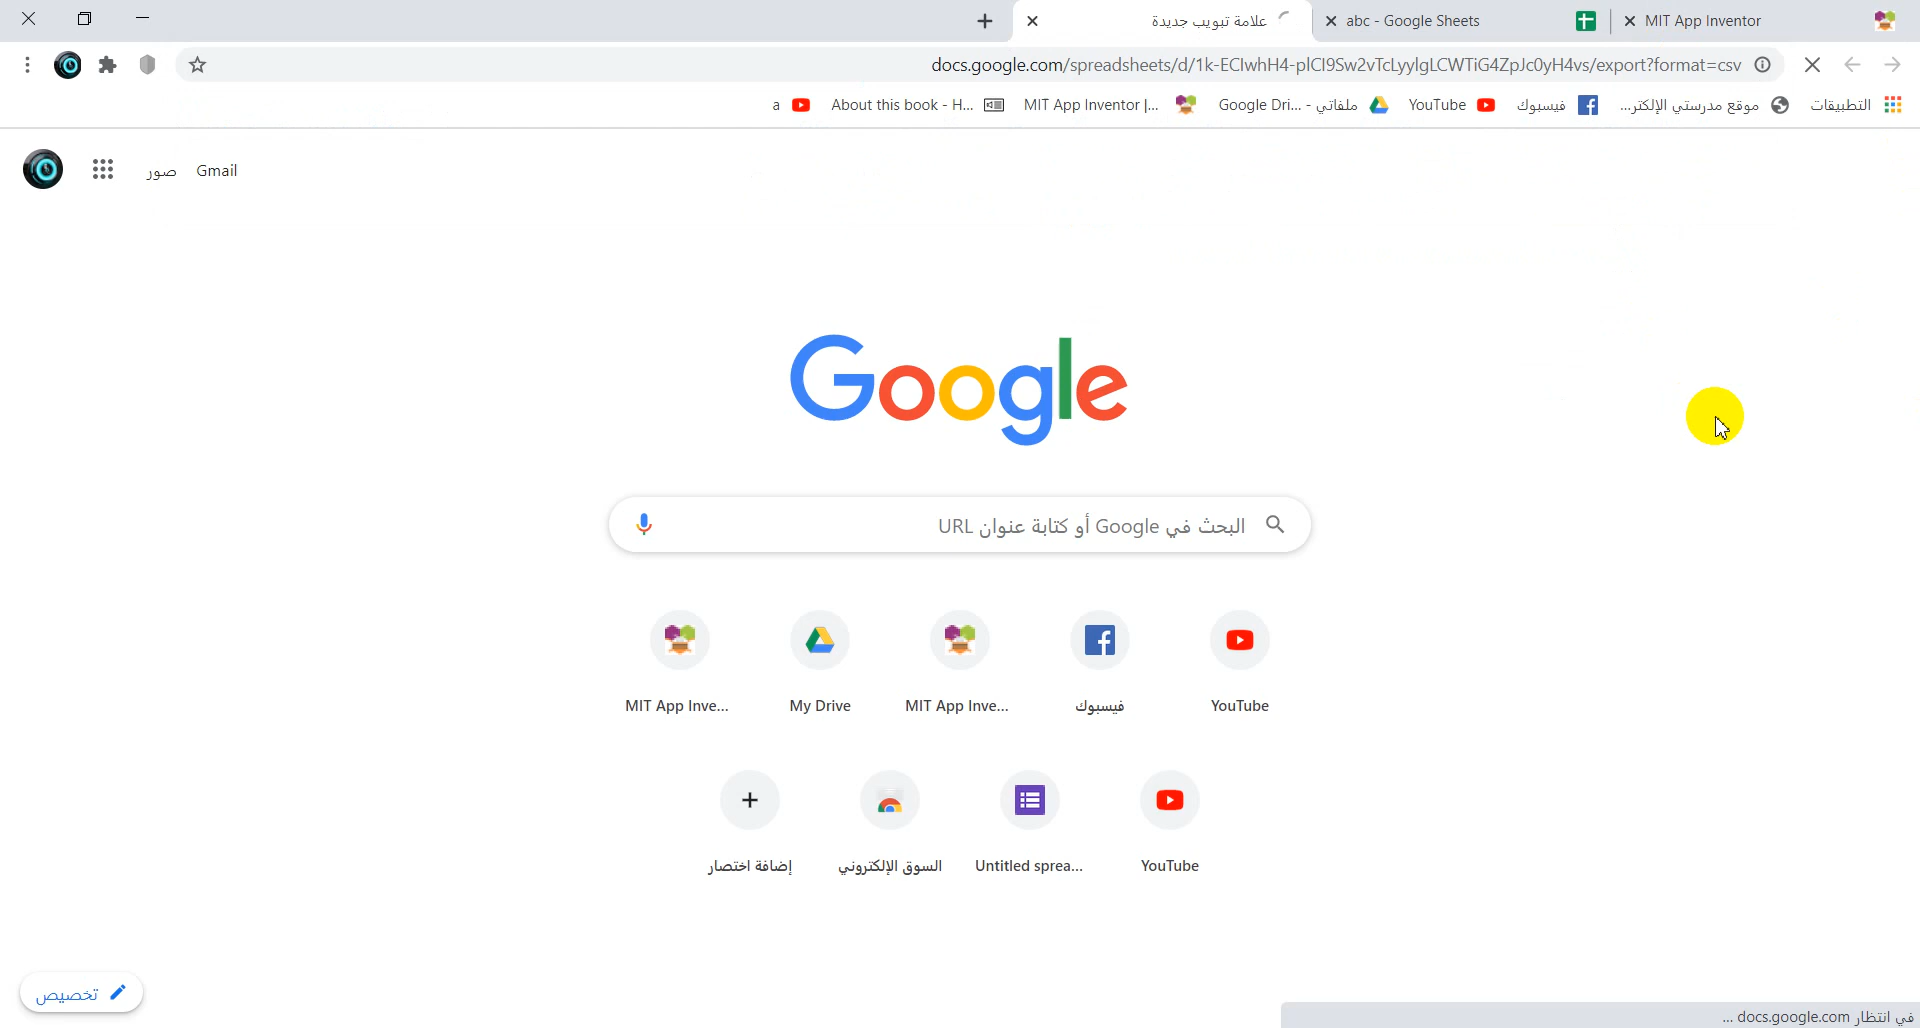 MIT App Inventor
abc - Google Sheets
علامة تبويب جديدة
docs.google.com/spreadsheets/d/1k-EClwhH4-plCl9Sw2vTcLyylgLCWTiG4ZpJc0yH4vs/export?format=csv
التطبيقات
موقع مدرستي الإلكتر...
فيسبوك
YouTube
ملفاتي - Google Dri...
MIT App Inventor |...
About this book - H...
a
Gmail
صور
Google
البحث في Google أو كتابة عنوان URL
YouTube
فيسبوك
MIT App Inve...
My Drive
MIT App Inve...
YouTube
Untitled sprea...
السوق الإلكتروني
إضافة اختصار
تخصيص
في انتظار docs.google.com ...